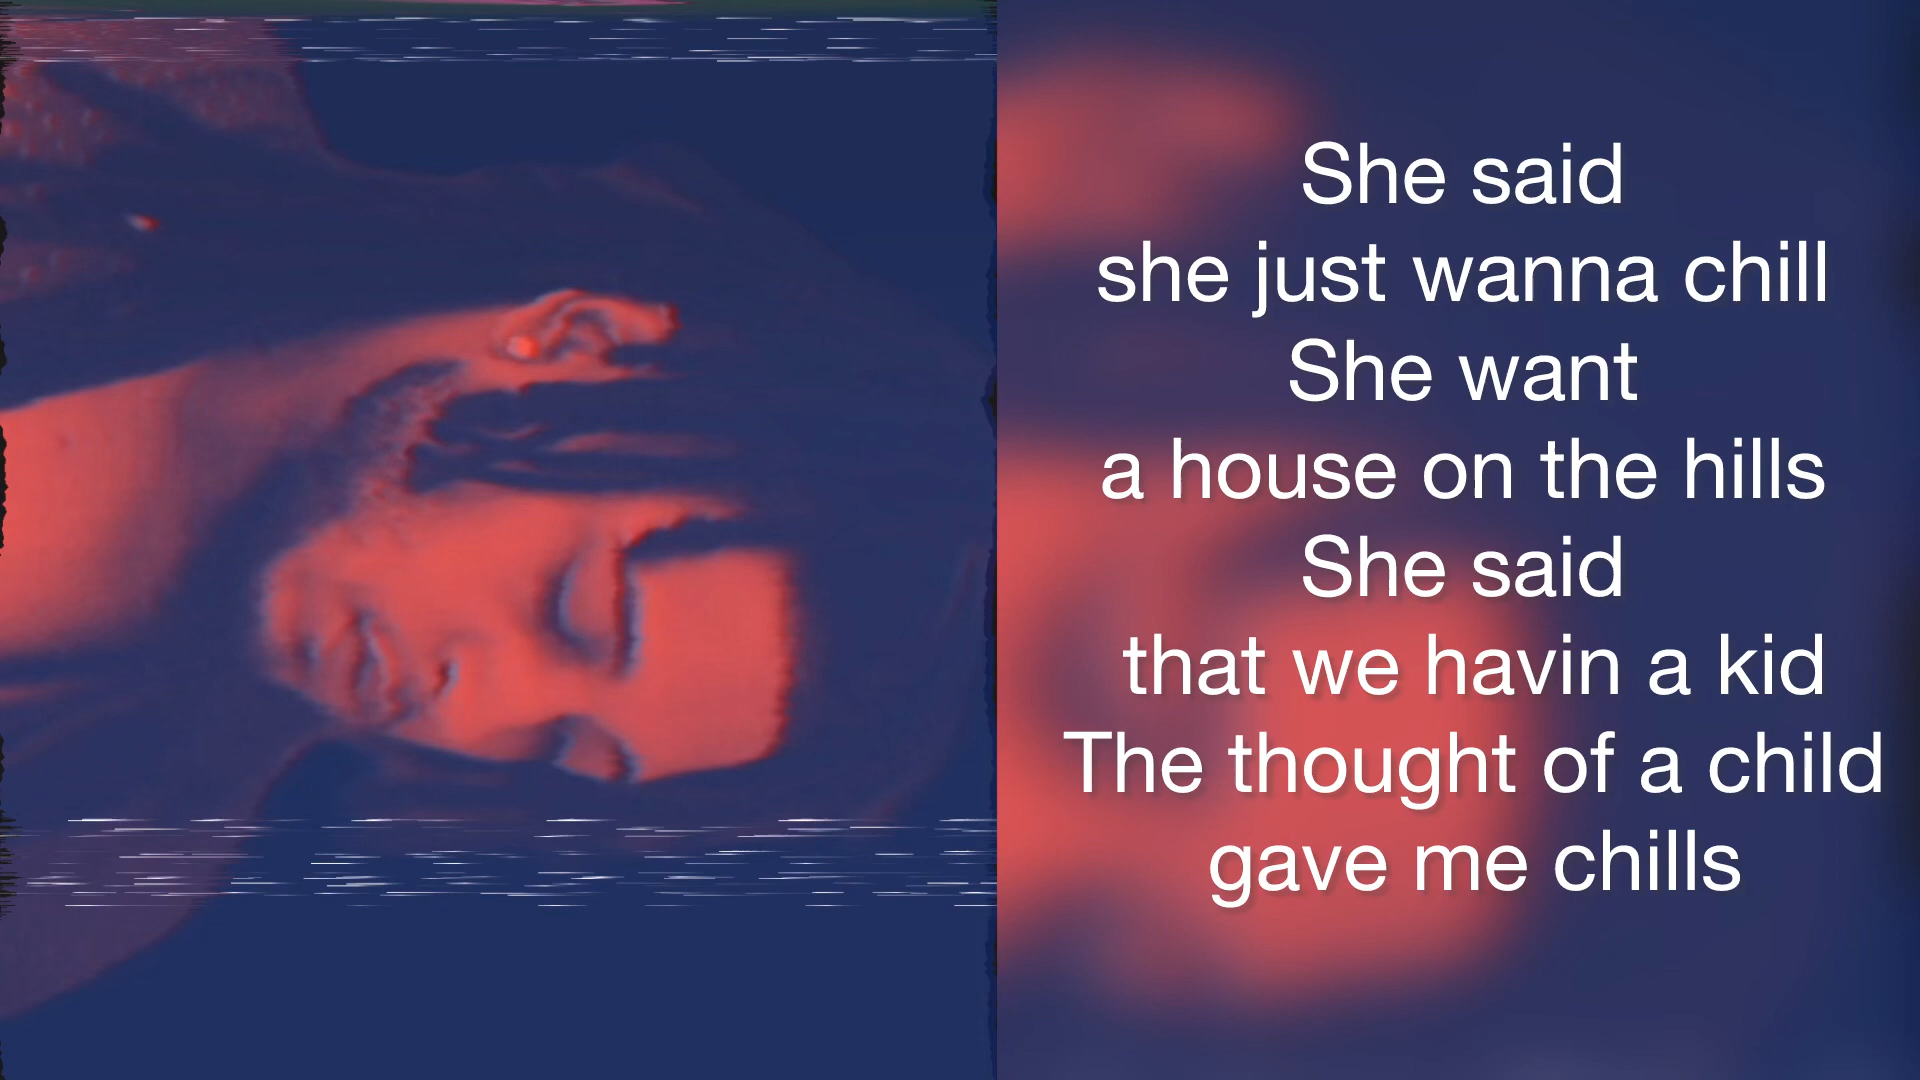 She said
she just wanna chill
She want
a house on the hills
She said
that we havin a kid
The thought of a child
gave me chills